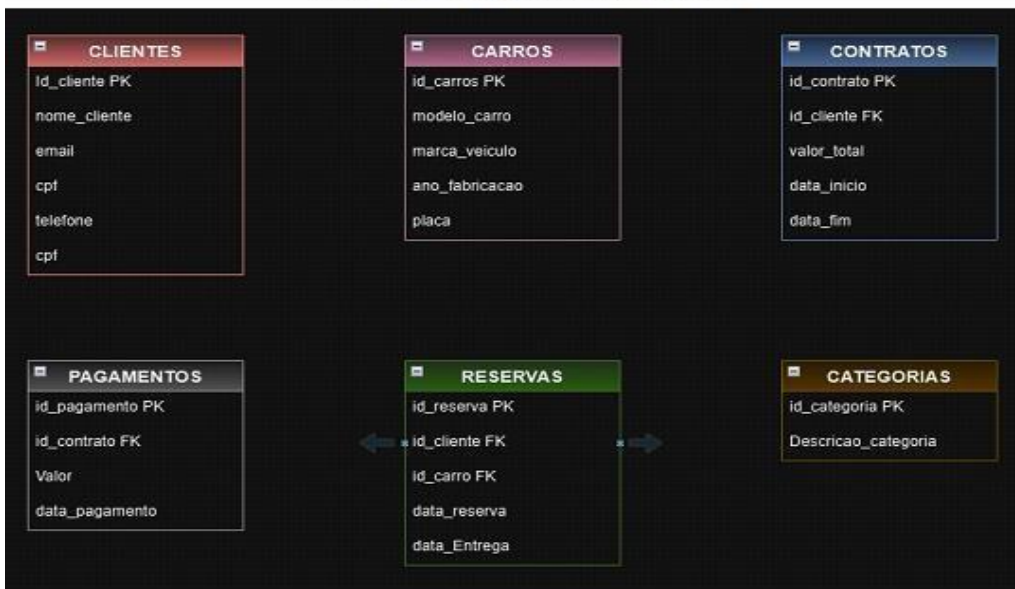 CLIENTES
Id_cliente PK
nome_cliente
email
cpf
telefone
cpf
CARROS
id_carros PK
modelo_carro
marca_veiculo
ano_fabricacao
placa
CONTRATOS
id_contrato PK
id_cliente FK
valor_total
data_inicio
data_fim
PAGAMENTOS
id_pagamento PK
id_contrato FK
Valor
data_pagamento
RESERVAS
id_reserva PK
id_cliente FK
id_carro FK
data_reserva
data_Entrega
CATEGORIAS
id_categoria PK
Descricao_categoria